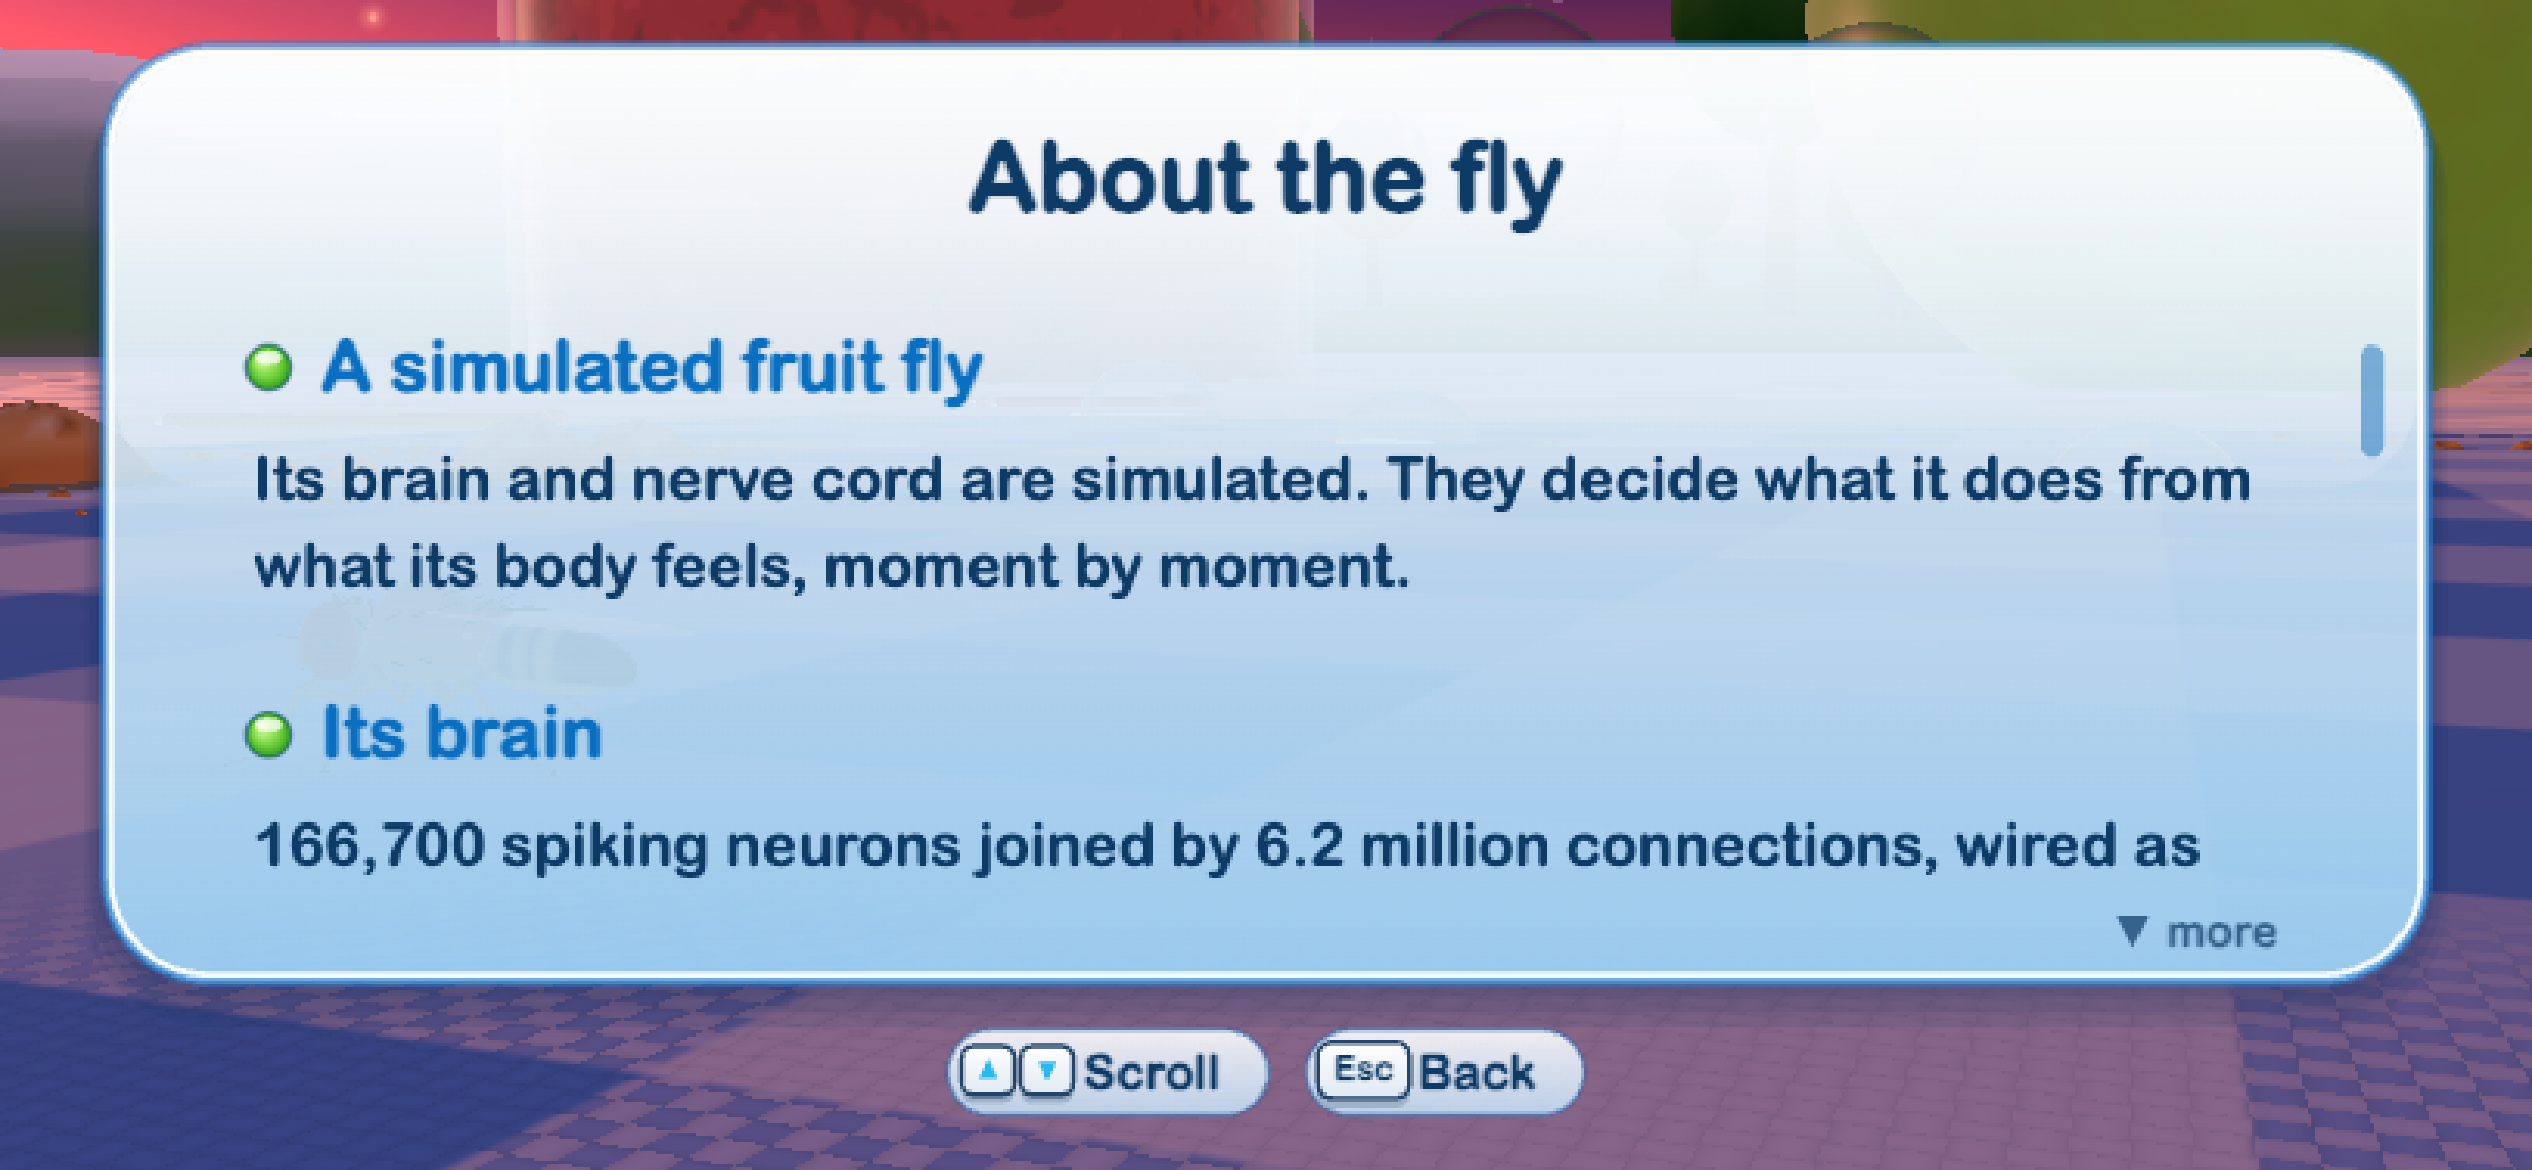 About the fly
A simulated fruit fly
Its brain and nerve cord are simulated. They decide what it does from
what its body feels, moment by moment.
Its brain
166,700 spiking neurons joined by 6.2 million connections, wired as
▼ more
▲ ▼ Scroll
Esc Back